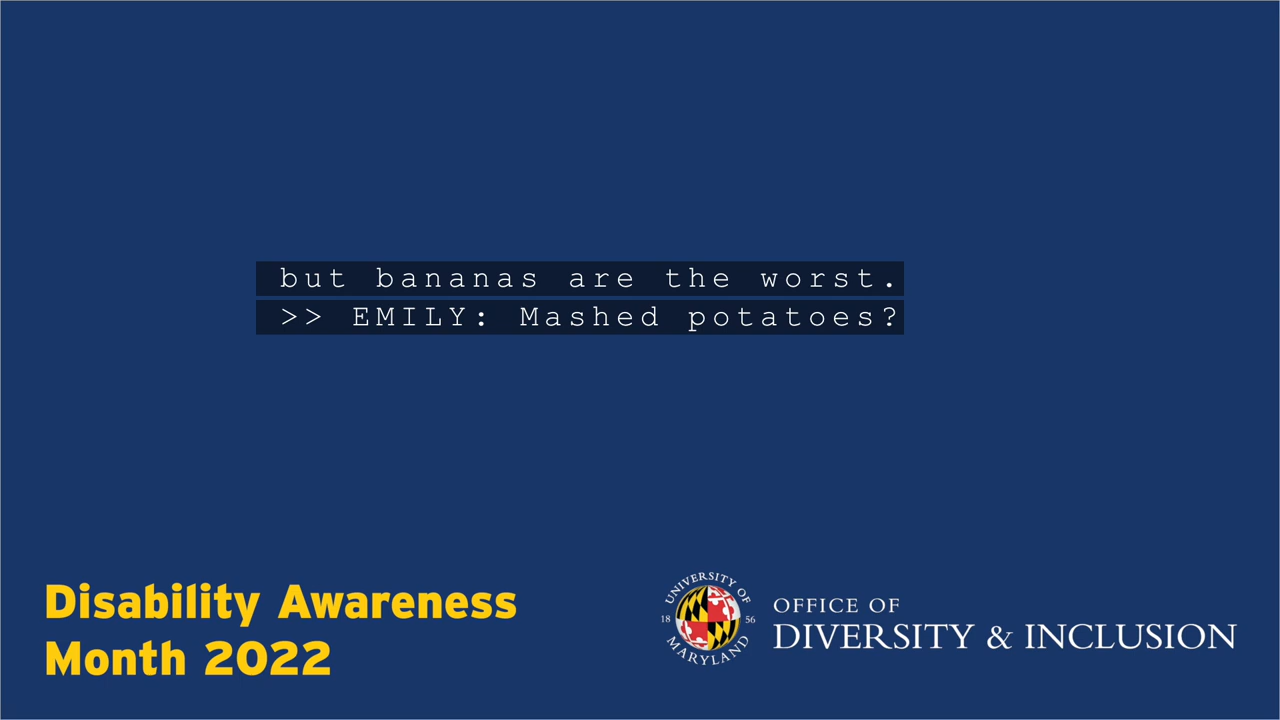 but bananas are the worst.
>> EMILY: Mashed potatoes?
Disability Awareness
Month 2022
UNIVERSITY OF
18 56
MARYLAND
OFFICE OF
DIVERSITY & INCLUSION